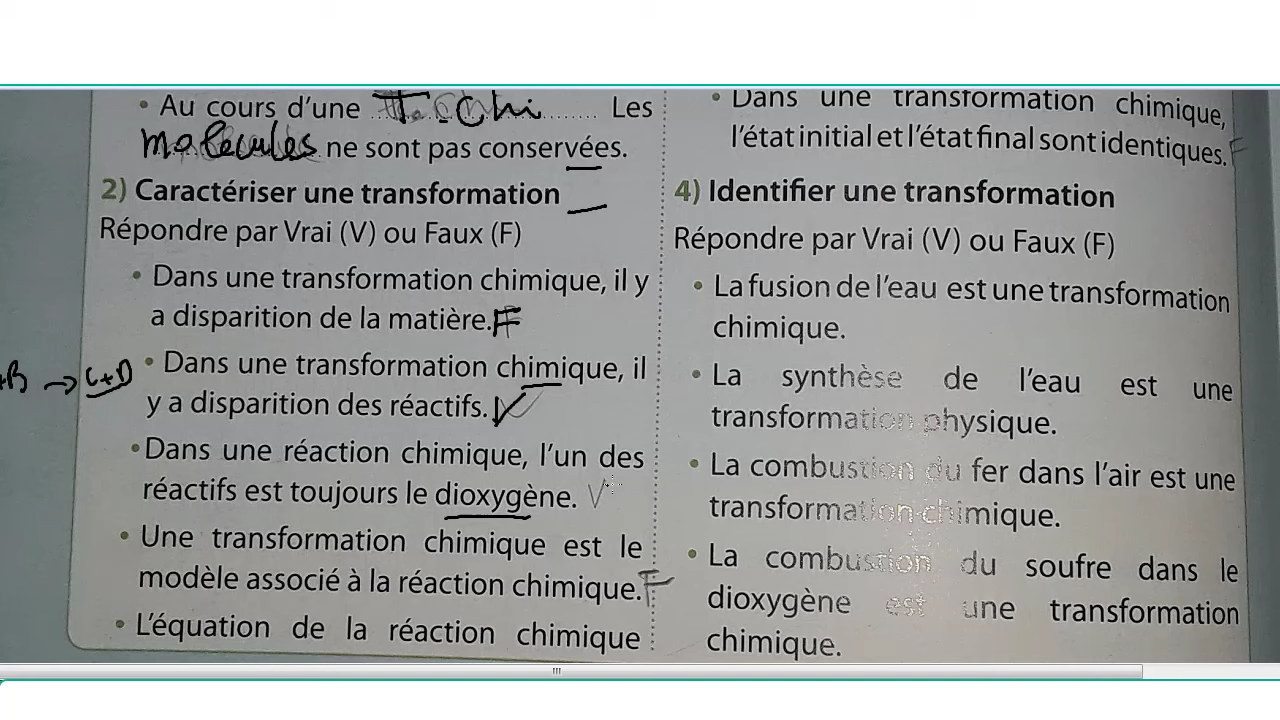 • Au cours d'une T. Chi ........ Les
molécules ne sont pas conservées.
2) Caractériser une transformation
Répondre par Vrai (V) ou Faux (F)
• Dans une transformation chimique, il y
a disparition de la matière. F
• Dans une transformation chimique, il
+B → C+D
y a disparition des réactifs. V
• Dans une réaction chimique, l'un des
réactifs est toujours le dioxygène. V
• Une transformation chimique est le
modèle associé à la réaction chimique. F
• L'équation de la réaction chimique
• Dans une transformation chimique,
l'état initial et l'état final sont identiques. F
4) Identifier une transformation
Répondre par Vrai (V) ou Faux (F)
• La fusion de l'eau est une transformation
chimique.
• La synthèse de l'eau est une
transformation physique.
• La combustion du fer dans l'air est une
transformation chimique.
• La combustion du soufre dans le
dioxygène est une transformation
chimique.